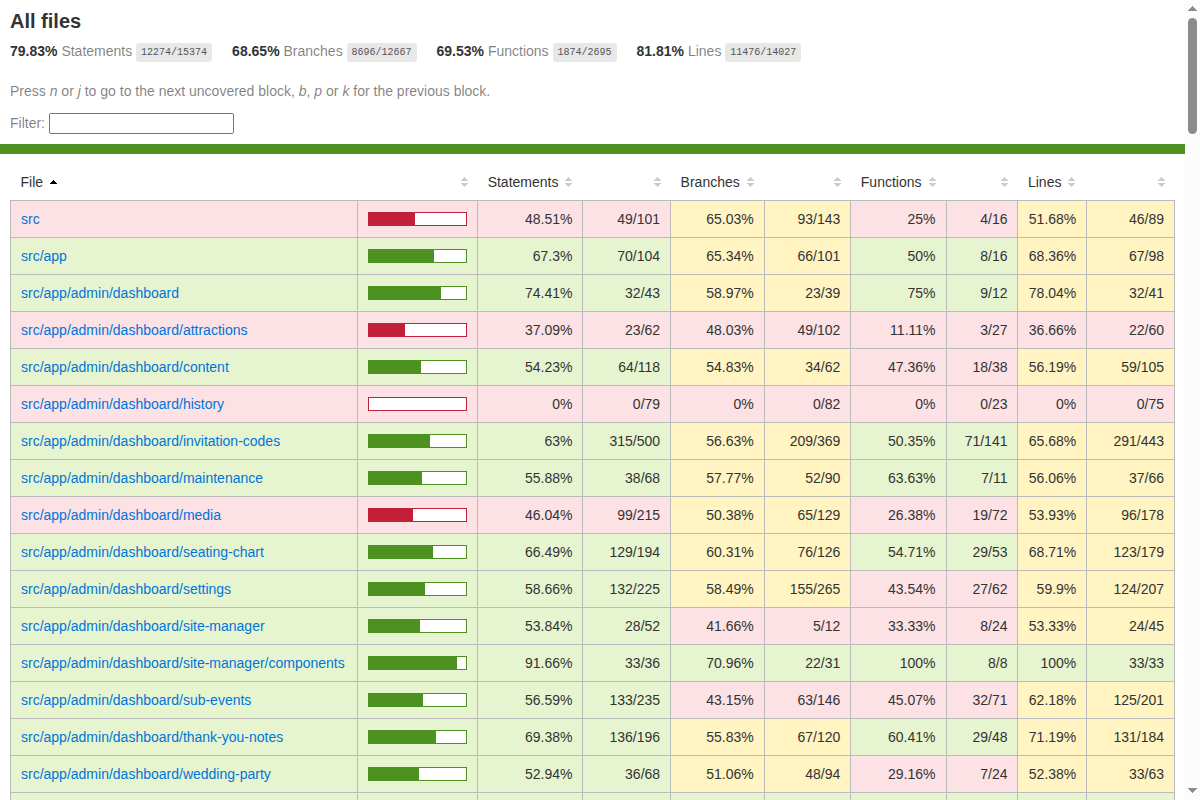 All files
79.83% Statements 12274/15374 68.65% Branches 8696/12667 69.53% Functions 1874/2695 81.81% Lines 11476/14027
Press n or j to go to the next uncovered block, b, p or k for the previous block.
Filter:
File Statements Branches Functions Lines
src 48.51% 49/101 65.03% 93/143 25% 4/16 51.68% 46/89
src/app 67.3% 70/104 65.34% 66/101 50% 8/16 68.36% 67/98
src/app/admin/dashboard 74.41% 32/43 58.97% 23/39 75% 9/12 78.04% 32/41
src/app/admin/dashboard/attractions 37.09% 23/62 48.03% 49/102 11.11% 3/27 36.66% 22/60
src/app/admin/dashboard/content 54.23% 64/118 54.83% 34/62 47.36% 18/38 56.19% 59/105
src/app/admin/dashboard/history 0% 0/79 0% 0/82 0% 0/23 0% 0/75
src/app/admin/dashboard/invitation-codes 63% 315/500 56.63% 209/369 50.35% 71/141 65.68% 291/443
src/app/admin/dashboard/maintenance 55.88% 38/68 57.77% 52/90 63.63% 7/11 56.06% 37/66
src/app/admin/dashboard/media 46.04% 99/215 50.38% 65/129 26.38% 19/72 53.93% 96/178
src/app/admin/dashboard/seating-chart 66.49% 129/194 60.31% 76/126 54.71% 29/53 68.71% 123/179
src/app/admin/dashboard/settings 58.66% 132/225 58.49% 155/265 43.54% 27/62 59.9% 124/207
src/app/admin/dashboard/site-manager 53.84% 28/52 41.66% 5/12 33.33% 8/24 53.33% 24/45
src/app/admin/dashboard/site-manager/components 91.66% 33/36 70.96% 22/31 100% 8/8 100% 33/33
src/app/admin/dashboard/sub-events 56.59% 133/235 43.15% 63/146 45.07% 32/71 62.18% 125/201
src/app/admin/dashboard/thank-you-notes 69.38% 136/196 55.83% 67/120 60.41% 29/48 71.19% 131/184
src/app/admin/dashboard/wedding-party 52.94% 36/68 51.06% 48/94 29.16% 7/24 52.38% 33/63